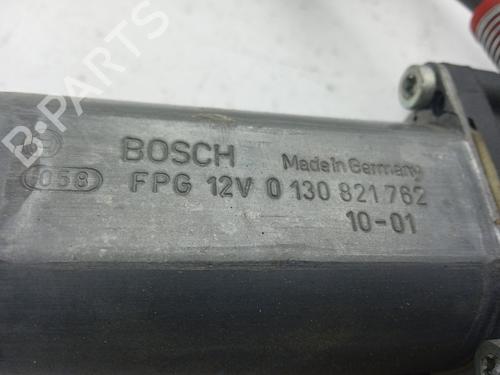 B-PARTS
BOSCH Made in Germany
058 FPG 12V 0 130 821 762
10-01